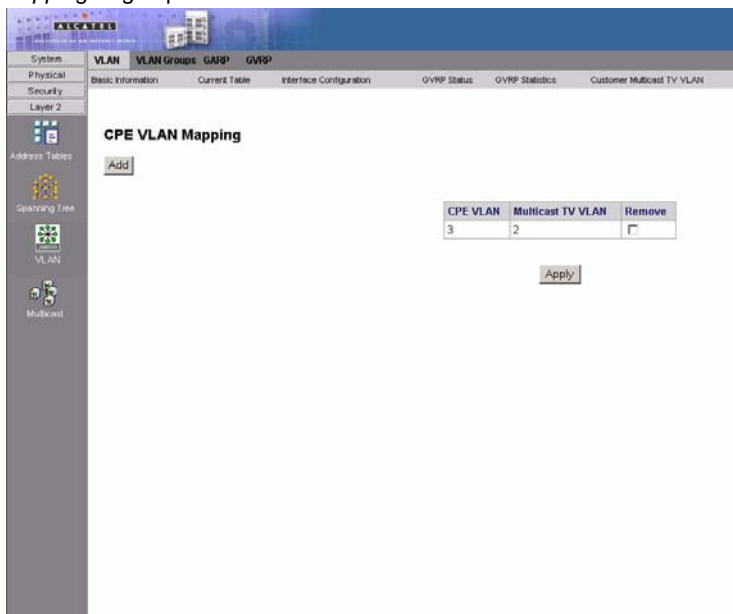 ALCATEL
System
Physical
Security
Layer 2
Address Tables
Spanning Tree
VLAN
Multicast
VLAN VLAN Groups GARP GVRP
Basic Information Current Table Interface Configuration GVRP Status GVRP Statistics Customer Multicast TV VLAN
CPE VLAN Mapping
Add
CPE VLAN Multicast TV VLAN Remove
3 2
Apply